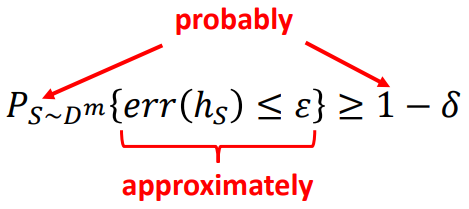 probably
P_{S~D^m}{err(h_S) ≤ ε} ≥ 1 − δ
approximately